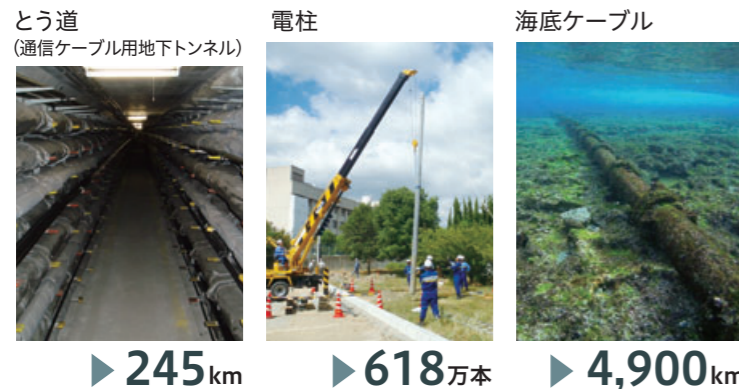 とう道
（通信ケーブル用地下トンネル）
▶ 245km
電柱
▶ 618万本
海底ケーブル
▶ 4,900km